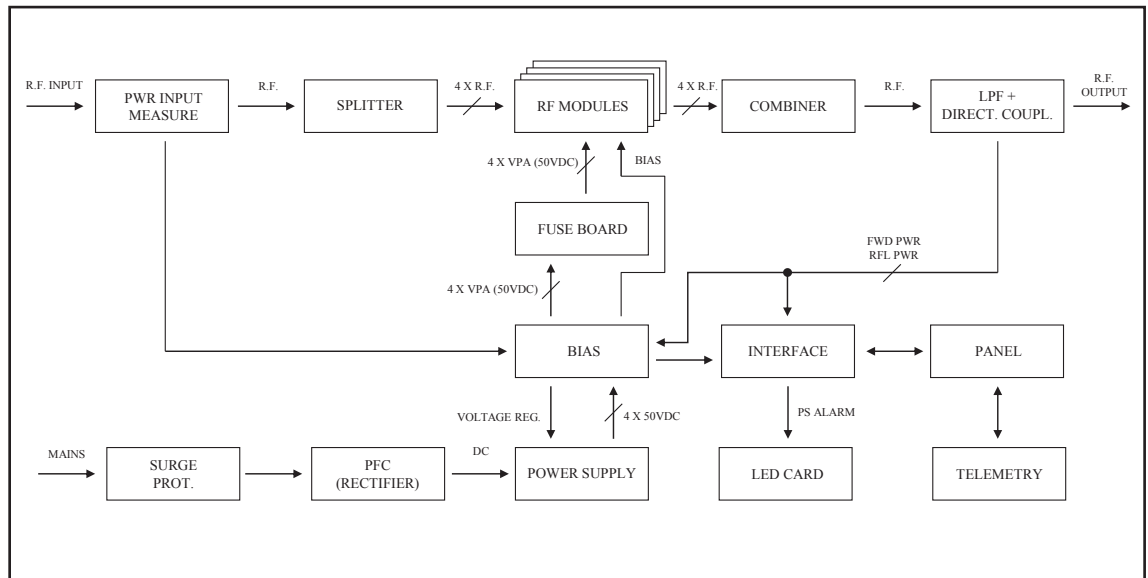 R.F. INPUT
PWR INPUT
MEASURE
R.F.
SPLITTER
4 X R.F.
RF MODULES
4 X R.F.
COMBINER
R.F.
LPF +
DIRECT. COUPL.
R.F.
OUTPUT
4 X VPA (50VDC)
BIAS
FUSE BOARD
FWD PWR
RFL PWR
4 X VPA (50VDC)
BIAS
INTERFACE
PANEL
VOLTAGE REG.
4 X 50VDC
PS ALARM
MAINS
SURGE
PROT.
PFC
(RECTIFIER)
DC
POWER SUPPLY
LED CARD
TELEMETRY